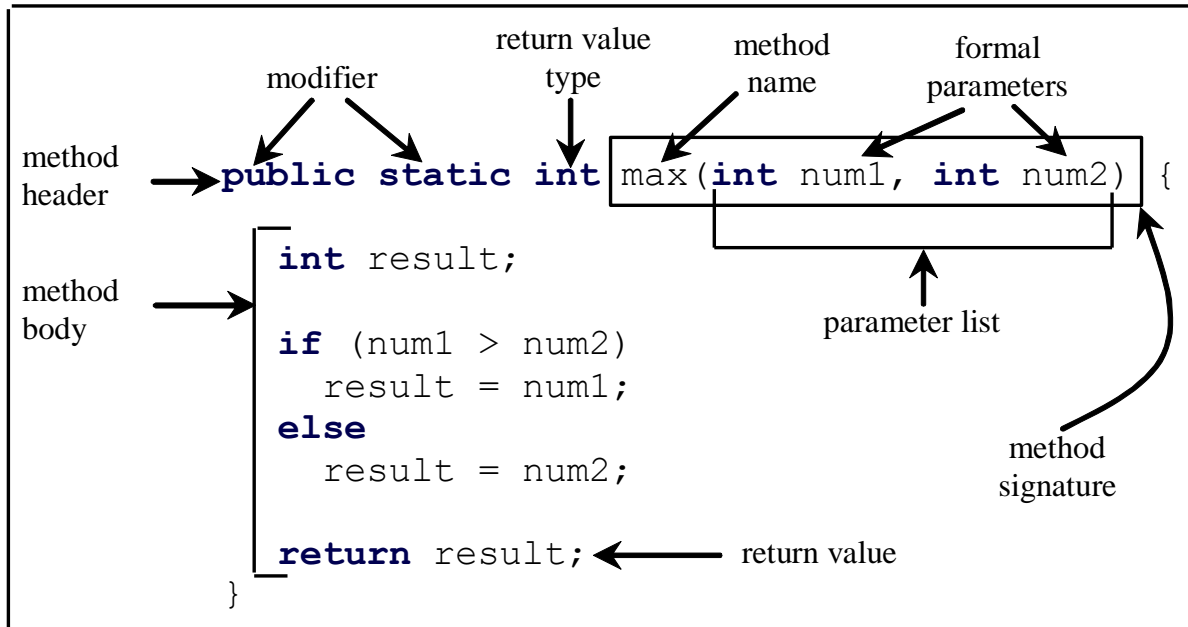 return value
type
method
name
formal
parameters
modifier
method
header
public static int max(int num1, int num2) {
int result;
method
body
parameter list
if (num1 > num2)
result = num1;
else
result = num2;
method
signature
return result;
return value
}